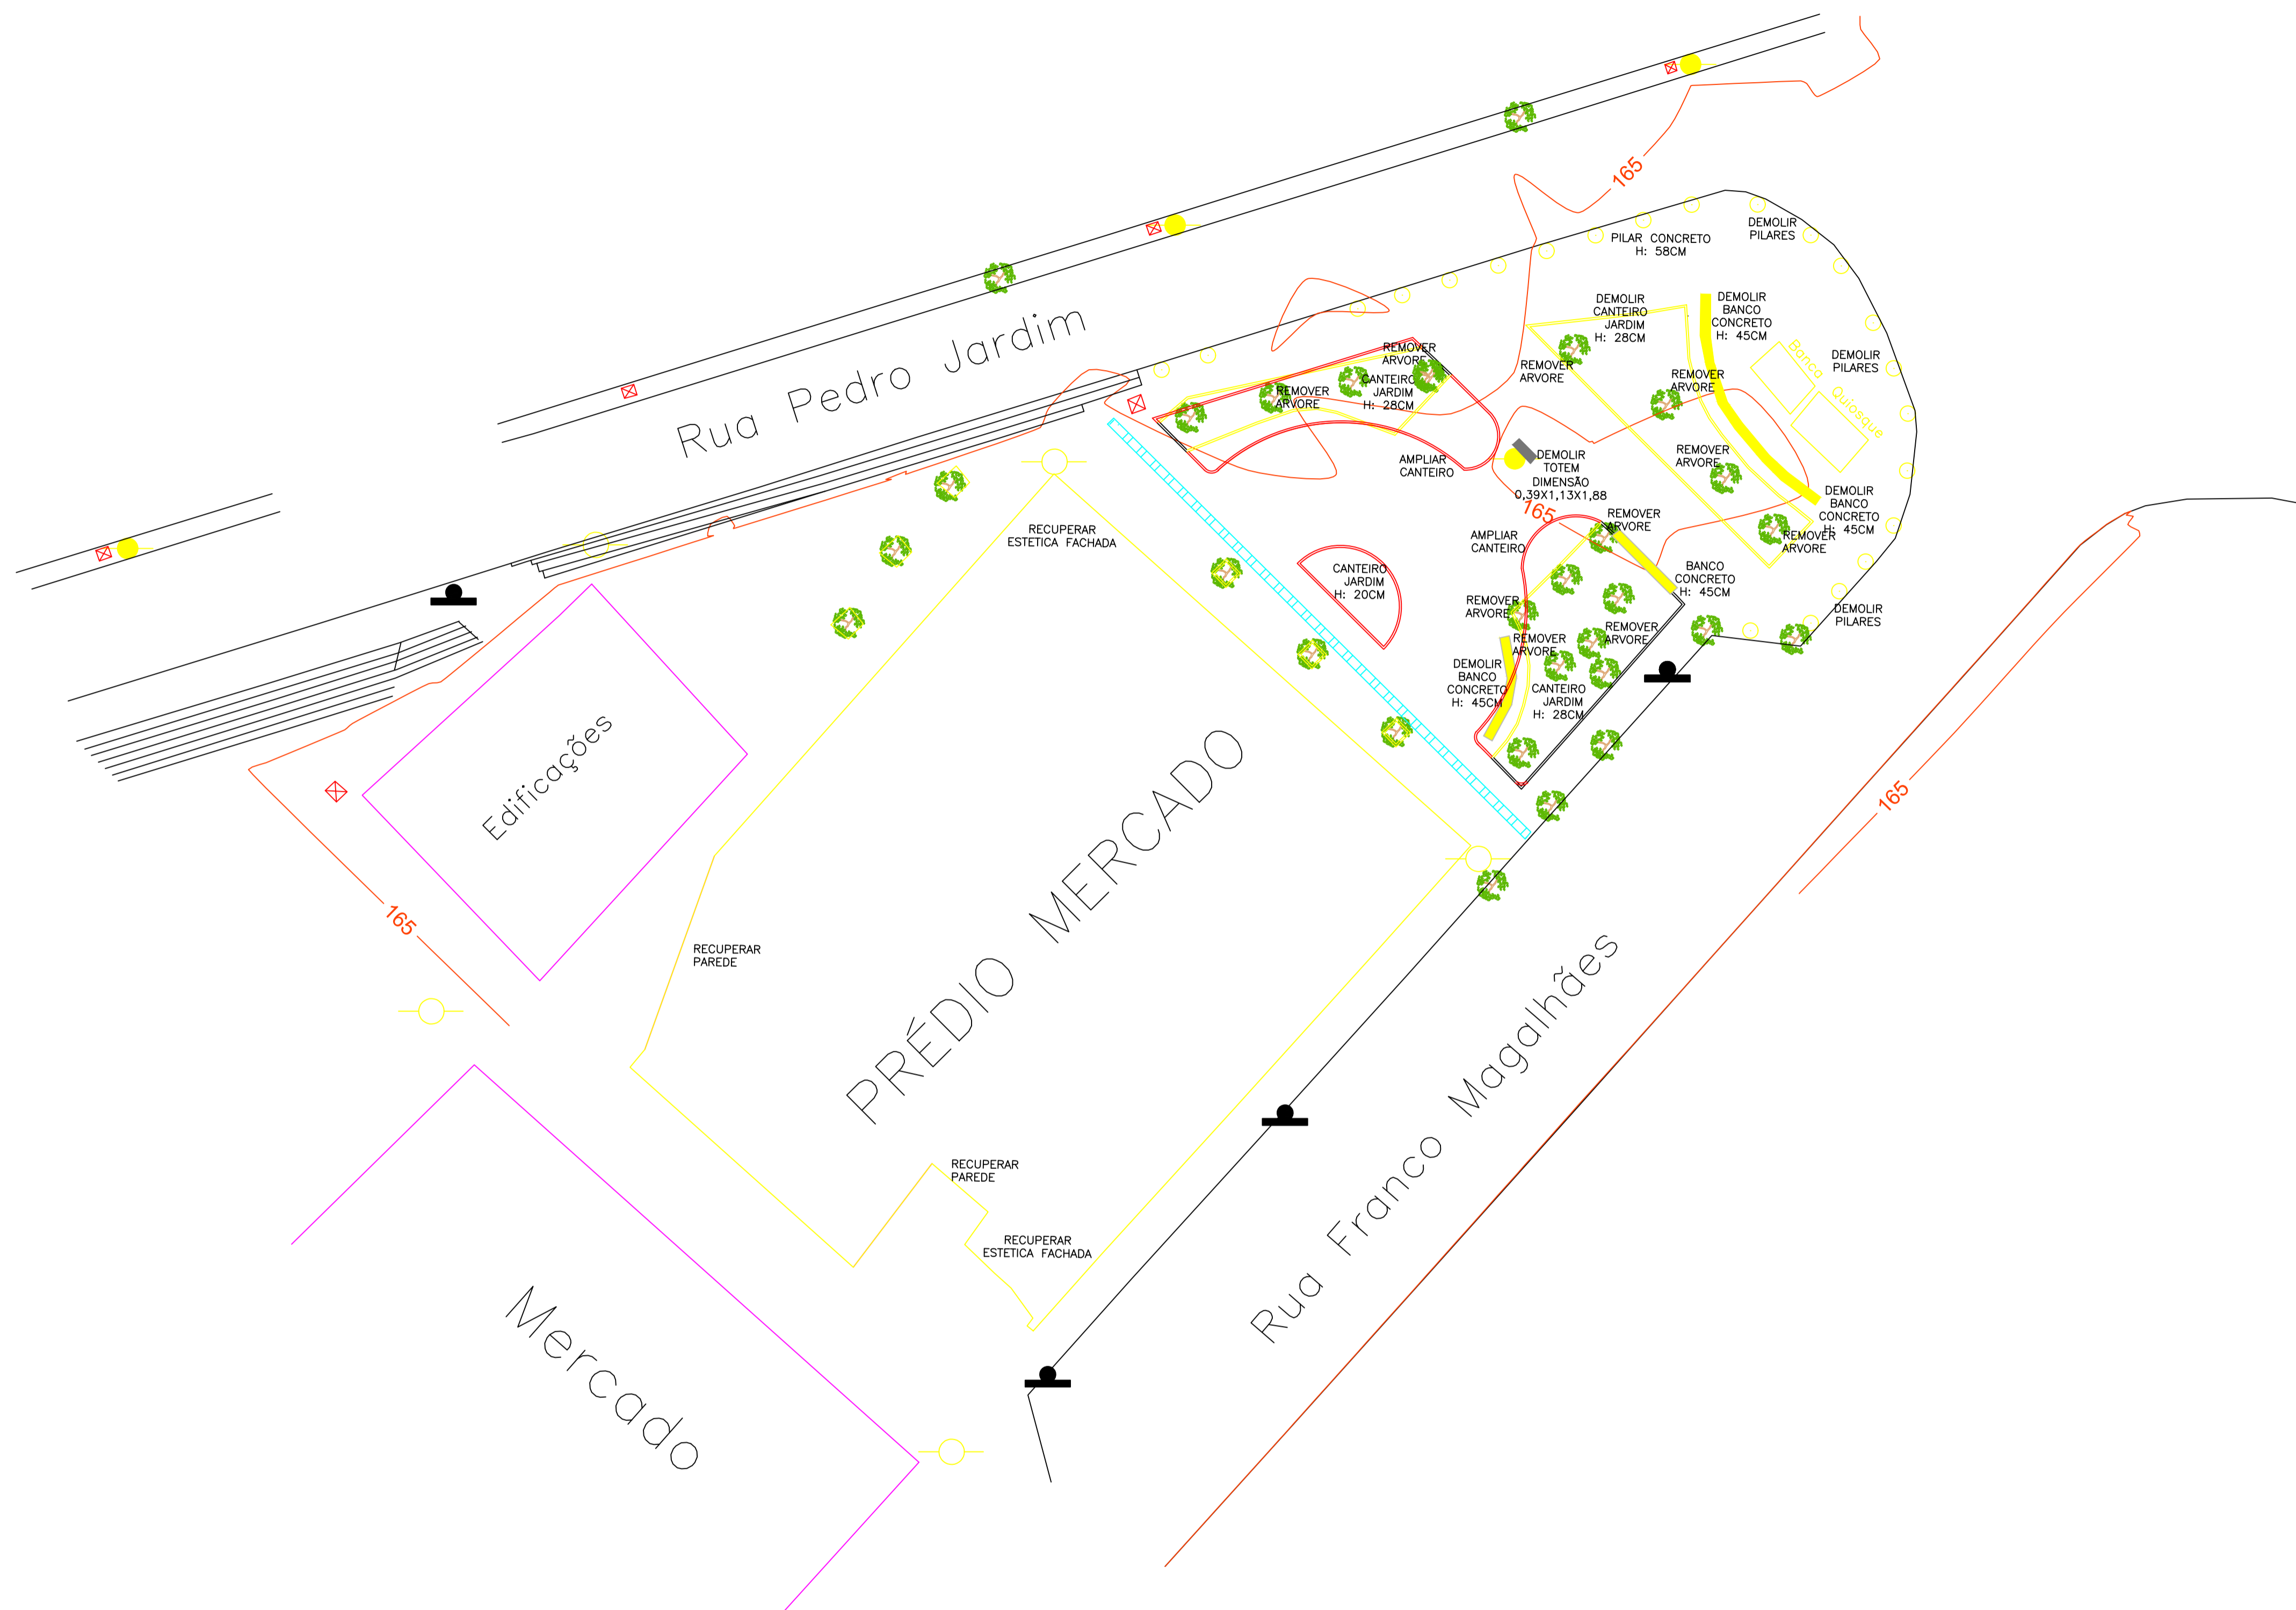 165
DEMOLIR
PILARES
PILAR CONCRETO
H: 58CM
DEMOLIR
CANTEIRO
JARDIM
H: 28CM
DEMOLIR
BANCO
CONCRETO
H: 45CM
Rua Pedro Jardim
Banca
Quiosque
DEMOLIR
PILARES
REMOVER
ARVORE
REMOVER
ARVORE
REMOVER
ARVORE
CANTEIRO
JARDIM
H: 28CM
REMOVER
ARVORE
AMPLIAR
CANTEIRO
DEMOLIR
TOTEM
DIMENSÃO
0,39X1,13X1,88
165
REMOVER
ARVORE
REMOVER
ARVORE
DEMOLIR
BANCO
CONCRETO
H: 45CM
REMOVER
ARVORE
REMOVER
ARVORE
AMPLIAR
CANTEIRO
RECUPERAR
ESTETICA FACHADA
CANTEIRO
JARDIM
H: 20CM
BANCO
CONCRETO
H: 45CM
REMOVER
ARVORE
REMOVER
ARVORE
REMOVER
ARVORE
DEMOLIR
PILARES
DEMOLIR
BANCO
CONCRETO
H: 45CM
CANTEIRO
JARDIM
H: 28CM
Edificações
165
165
PRÉDIO MERCADO
RECUPERAR
PAREDE
Rua Franco Magalhães
RECUPERAR
PAREDE
RECUPERAR
ESTETICA FACHADA
Mercado